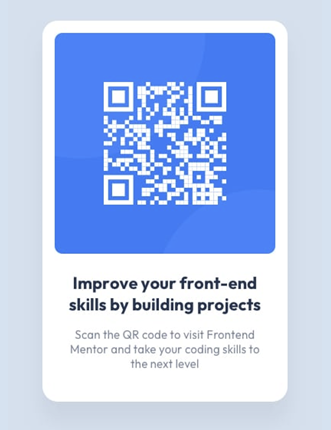 Improve your front-end
skills by building projects
Scan the QR code to visit Frontend
Mentor and take your coding skills to
the next level